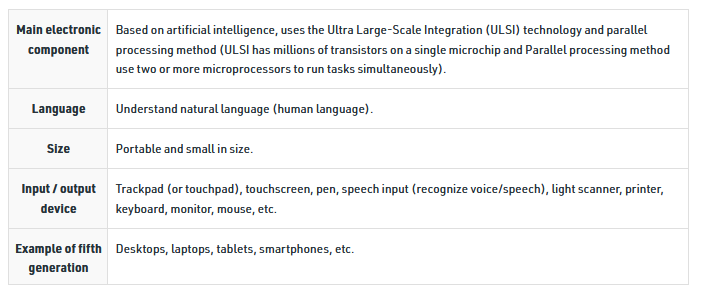 Main electronic component
Based on artificial intelligence, uses the Ultra Large-Scale Integration (ULSI) technology and parallel
processing method (ULSI has millions of transistors on a single microchip and Parallel processing method
use two or more microprocessors to run tasks simultaneously).
Language
Understand natural language (human language).
Size
Portable and small in size.
Input / output
device
Trackpad (or touchpad), touchscreen, pen, speech input (recognize voice/speech), light scanner, printer,
keyboard, monitor, mouse, etc.
Example of fifth
generation
Desktops, laptops, tablets, smartphones, etc.